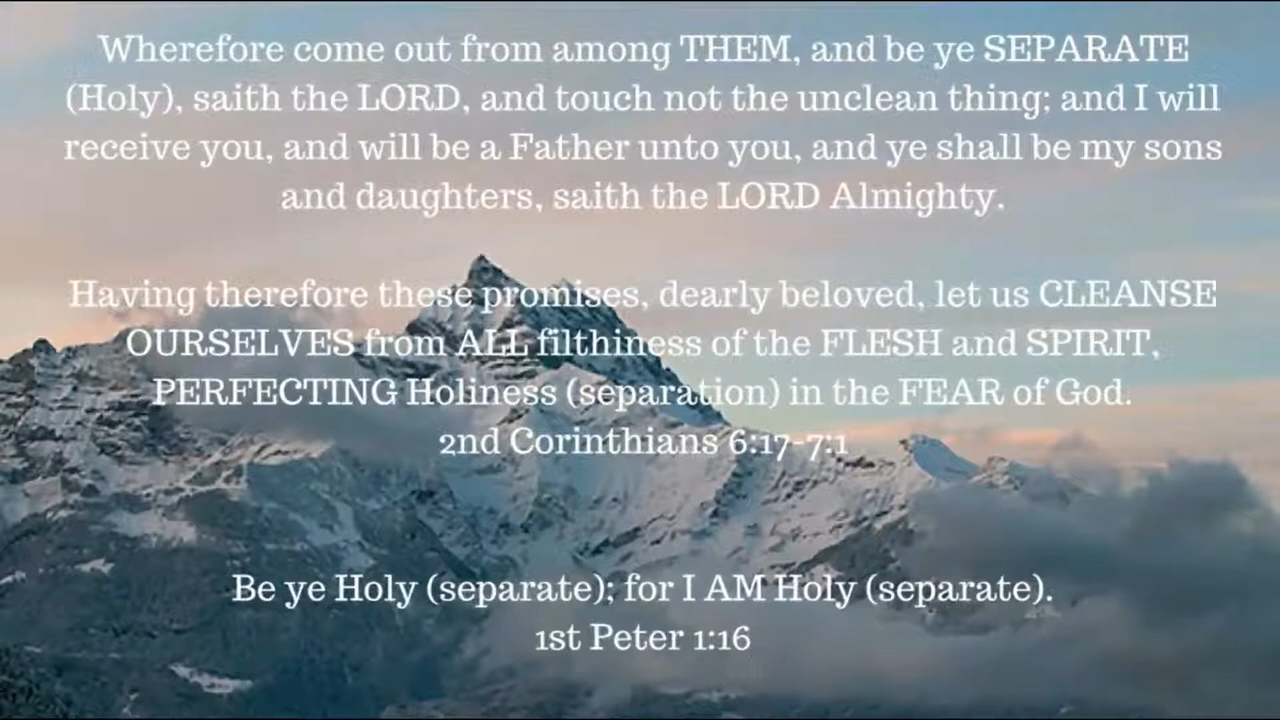 Wherefore come out from among THEM, and be ye SEPARATE
(Holy), saith the LORD, and touch not the unclean thing; and I will
receive you, and will be a Father unto you, and ye shall be my sons
and daughters, saith the LORD Almighty.
Having therefore these promises, dearly beloved, let us CLEANSE
OURSELVES from ALL filthiness of the FLESH and SPIRIT,
PERFECTING Holiness (separation) in the FEAR of God.
2nd Corinthians 6:17-7:1
Be ye Holy (separate); for I AM Holy (separate).
1st Peter 1:16